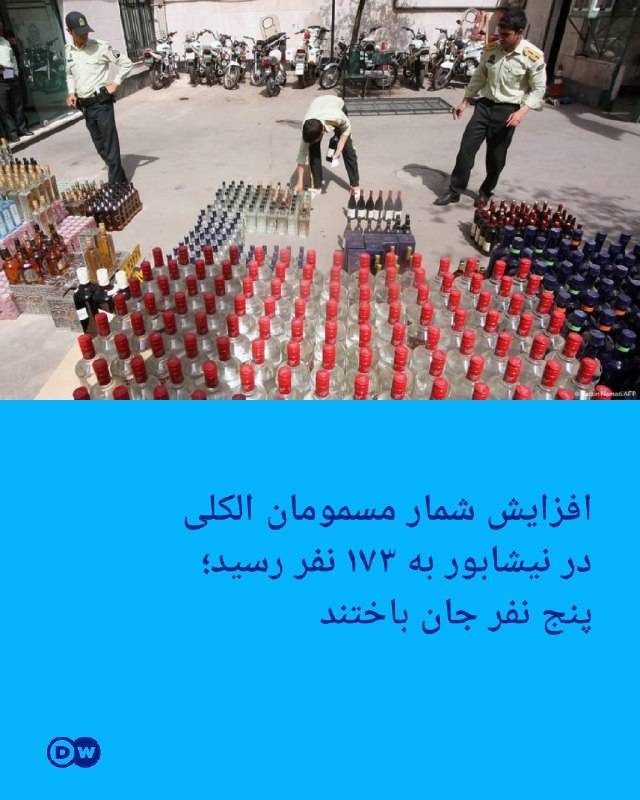 افزایش شمار مسمومان الکلی
در نیشابور به ۱۷۳ نفر رسید؛
پنج نفر جان باختند
DW